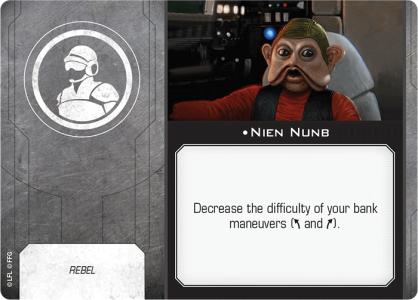 • NIEN NUNB
Decrease the difficulty of your bank
maneuvers (↰ and ↱).
REBEL
© LFL © FFG